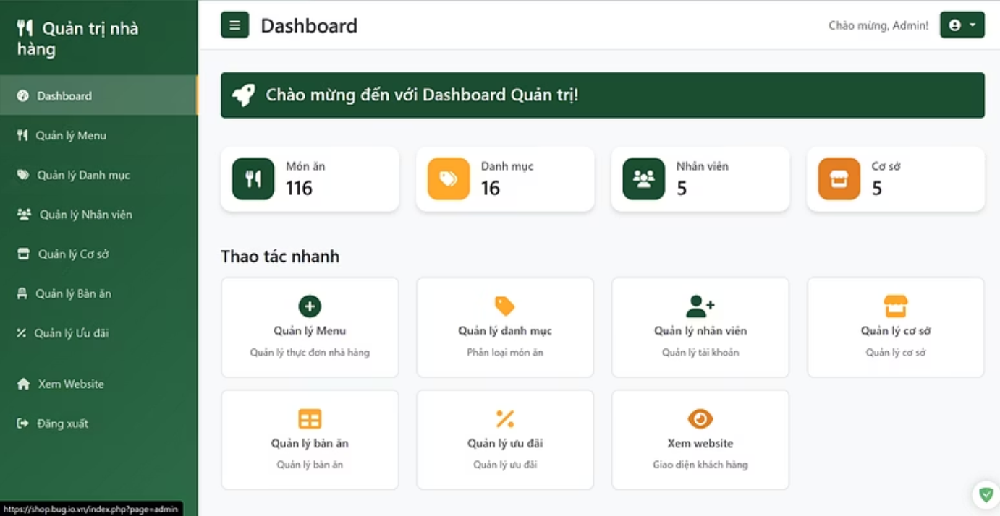 Quản trị nhà
hàng
Dashboard
Quản lý Menu
Quản lý Danh mục
Quản lý Nhân viên
Quản lý Cơ sở
Quản lý Bàn ăn
Quản lý Ưu đãi
Xem Website
Đăng xuất
https://shop.bug.io.vn/index.php?page=admin
Dashboard
Chào mừng, Admin!
Chào mừng đến với Dashboard Quản trị!
Món ăn
116
Danh mục
16
Nhân viên
5
Cơ sở
5
Thao tác nhanh
Quản lý Menu
Quản lý thực đơn nhà hàng
Quản lý danh mục
Phân loại món ăn
Quản lý nhân viên
Quản lý tài khoản
Quản lý cơ sở
Quản lý cơ sở
Quản lý bàn ăn
Quản lý bàn ăn
Quản lý ưu đãi
Quản lý ưu đãi
Xem website
Giao diện khách hàng